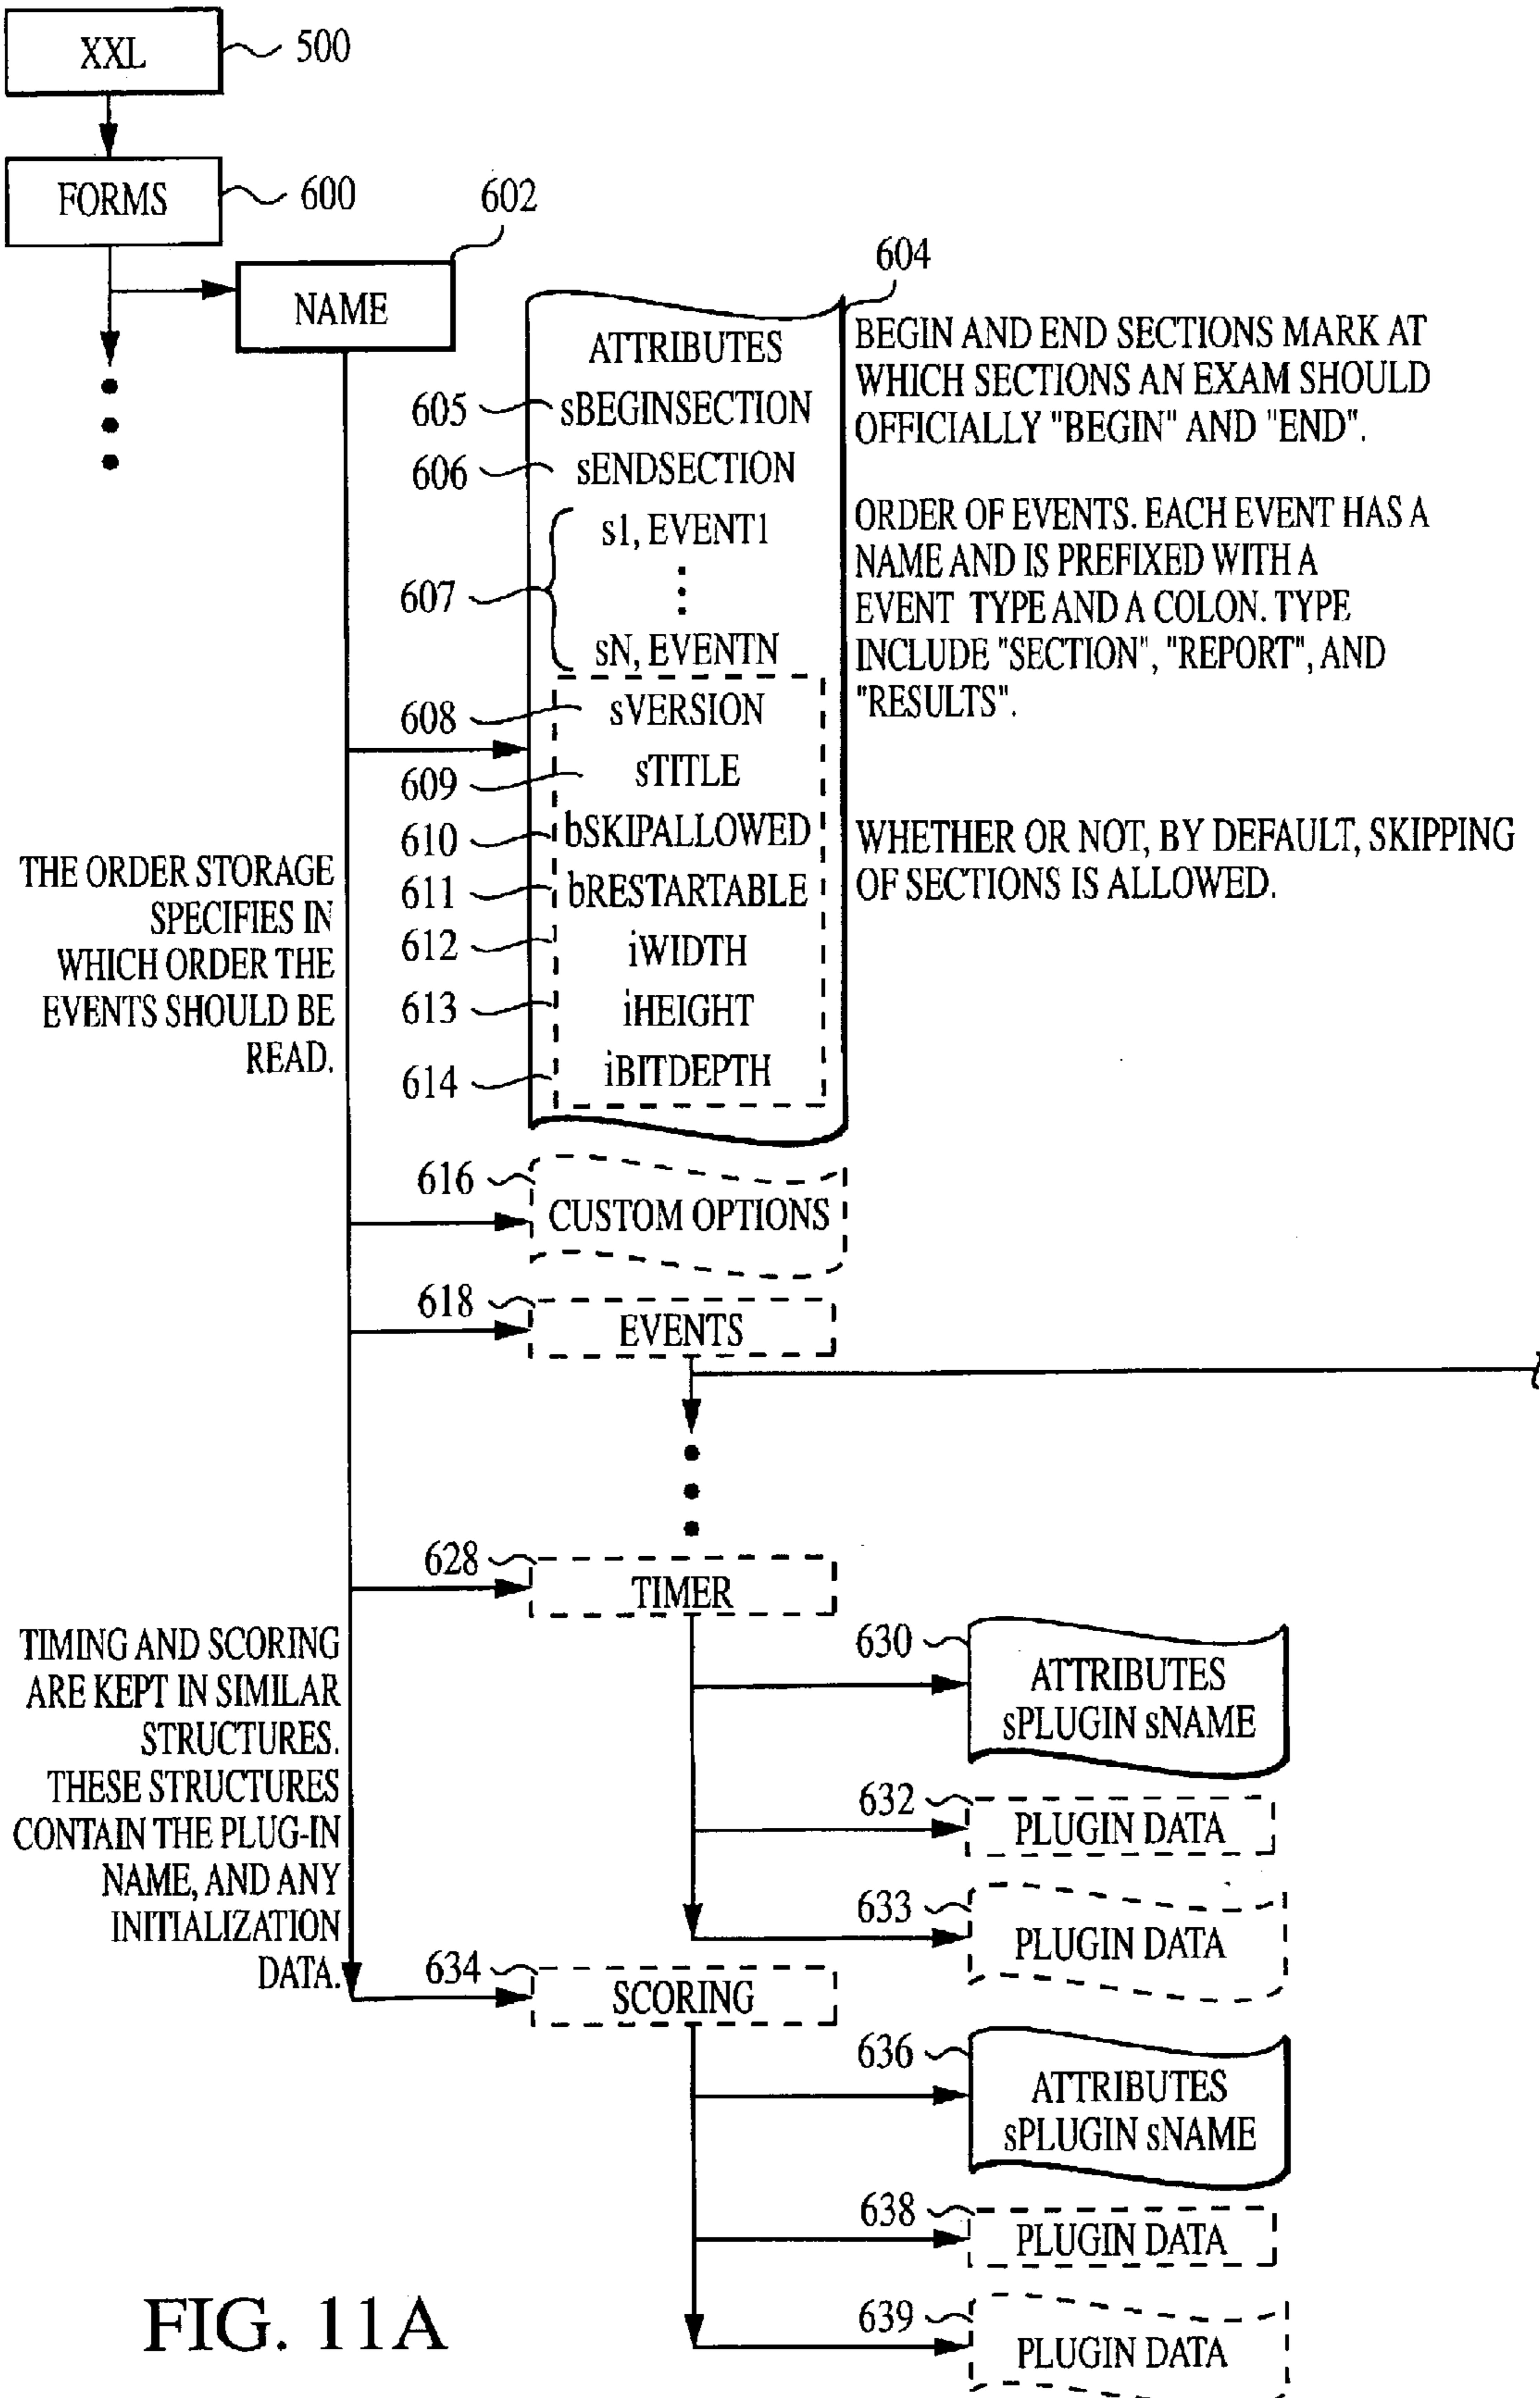 XXL
500
FORMS
600
602
NAME
604
ATTRIBUTES
605
sBEGINSECTION
606
sENDSECTION
s1, EVENT1
607
sN, EVENTN
608
sVERSION
609
sTITLE
610
bSKIPALLOWED
611
bRESTARTABLE
612
iWIDTH
613
iHEIGHT
614
iBITDEPTH
BEGIN AND END SECTIONS MARK AT
WHICH SECTIONS AN EXAM SHOULD
OFFICIALLY "BEGIN" AND "END".
ORDER OF EVENTS. EACH EVENT HAS A
NAME AND IS PREFIXED WITH A
EVENT TYPE AND A COLON. TYPE
INCLUDE "SECTION", "REPORT", AND
"RESULTS".
WHETHER OR NOT, BY DEFAULT, SKIPPING
OF SECTIONS IS ALLOWED.
THE ORDER STORAGE
SPECIFIES IN
WHICH ORDER THE
EVENTS SHOULD BE
READ.
616
CUSTOM OPTIONS
618
EVENTS
628
TIMER
630
ATTRIBUTES
sPLUGIN sNAME
632
PLUGIN DATA
633
PLUGIN DATA
TIMING AND SCORING
ARE KEPT IN SIMILAR
STRUCTURES.
THESE STRUCTURES
CONTAIN THE PLUG-IN
NAME, AND ANY
INITIALIZATION
DATA.
634
SCORING
636
ATTRIBUTES
sPLUGIN sNAME
638
PLUGIN DATA
639
PLUGIN DATA
FIG. 11A